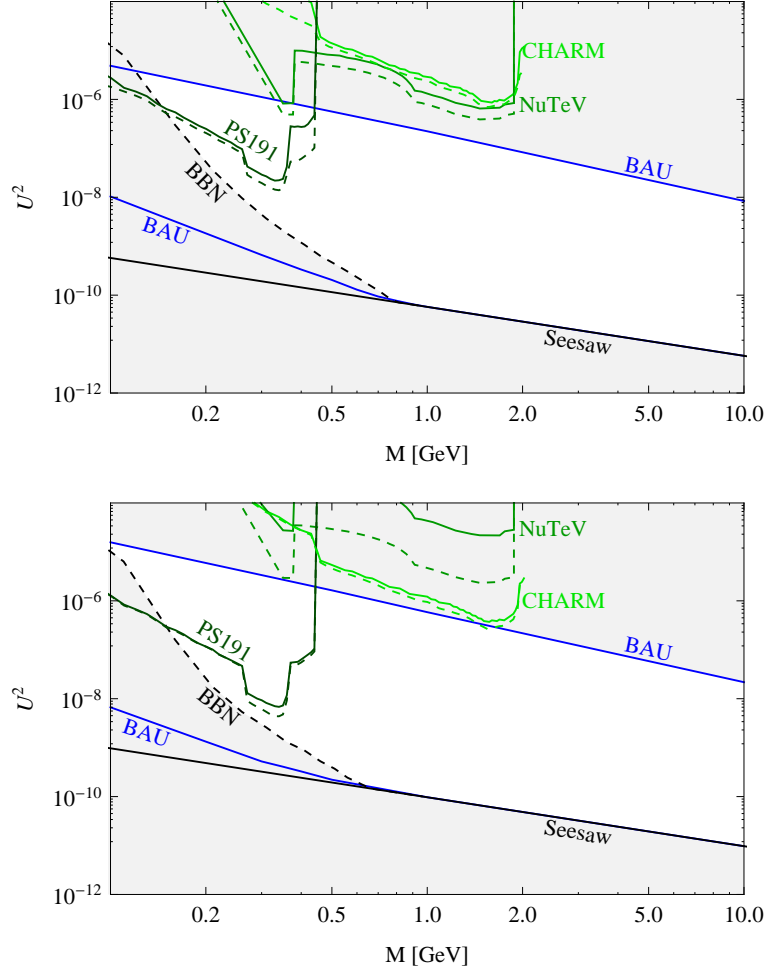 CHARM
10⁻⁶
NuTeV
PS191
BAU
BBN
U²
10⁻⁸
BAU
10⁻¹⁰
Seesaw
10⁻¹²
0.2 0.5 1.0 2.0 5.0 10.0
M [GeV]
NuTeV
10⁻⁶
CHARM
PS191
BAU
BBN
U²
10⁻⁸
BAU
10⁻¹⁰
Seesaw
10⁻¹²
0.2 0.5 1.0 2.0 5.0 10.0
M [GeV]